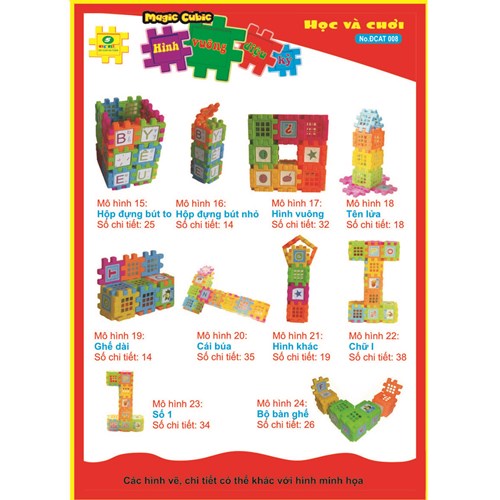 Magic Cubic
Hình vuông diệu kỳ
HỌC VÀ CHƠI
No.ĐCAT 008
B Y
Ê
E U
Mô hình 15:
Hộp đựng bút to
Số chi tiết: 25
Mô hình 16:
Hộp đựng bút nhỏ
Số chi tiết: 14
Mô hình 17:
Hình vuông
Số chi tiết: 32
Mô hình 18
Tên lửa
Số chi tiết: 18
Mô hình 19:
Ghế dài
Số chi tiết: 14
Mô hình 20:
Cái búa
Số chi tiết: 35
Mô hình 21:
Hình khác
Số chi tiết: 19
Mô hình 22:
Chữ I
Số chi tiết: 38
Mô hình 23:
Số 1
Số chi tiết: 34
Mô hình 24:
Bộ bàn ghế
Số chi tiết: 26
Các hình vẽ, chi tiết có thể khác với hình minh họa